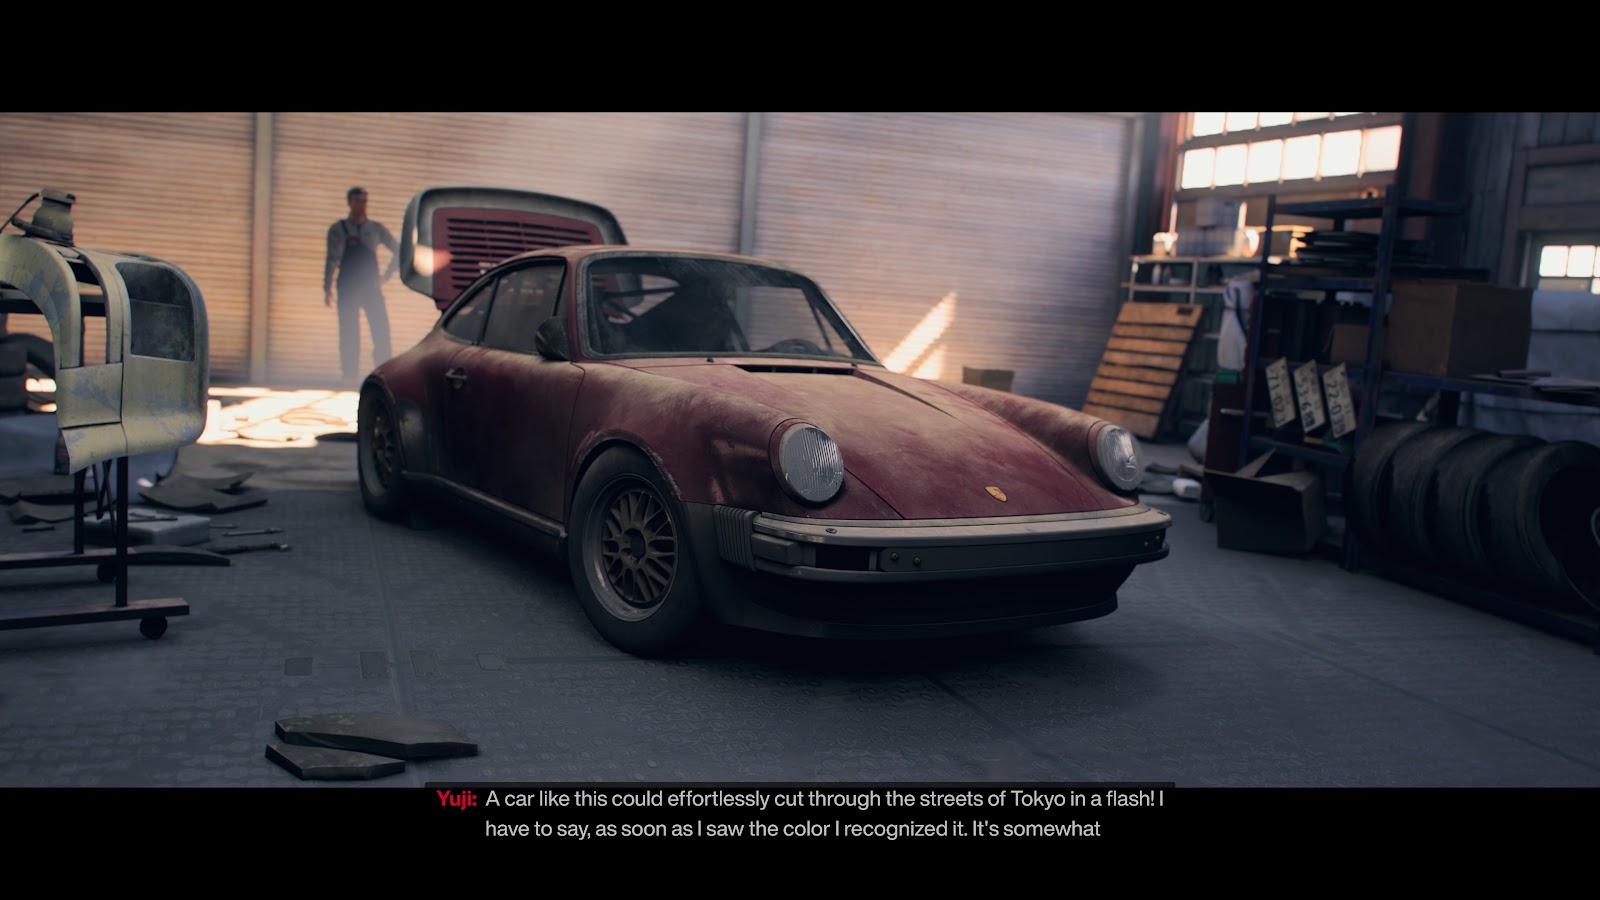 Yuji: A car like this could effortlessly cut through the streets of Tokyo in a flash! I
have to say, as soon as I saw the color I recognized it. It's somewhat